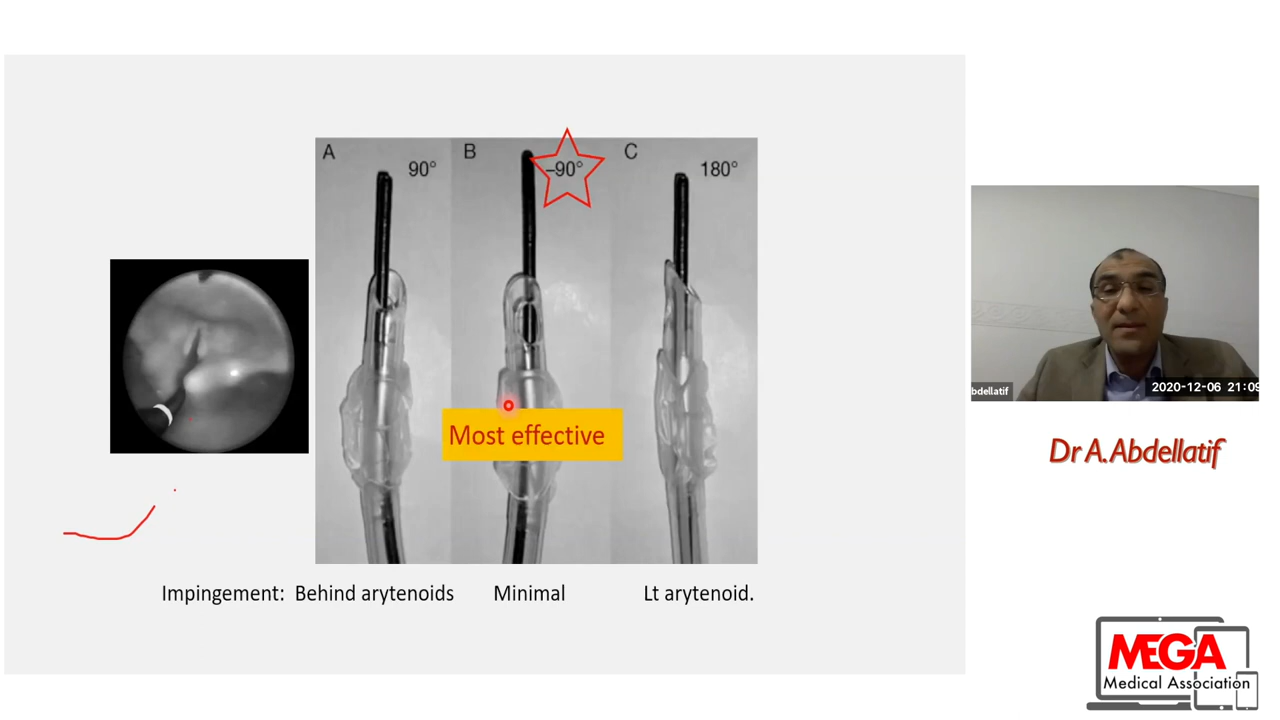 A
90°
B
–90°
C
180°
Most effective
Impingement: Behind arytenoids Minimal Lt arytenoid.
bdellatif
2020-12-06 21:09
Dr A.Abdellatif
MEGA
Medical Association